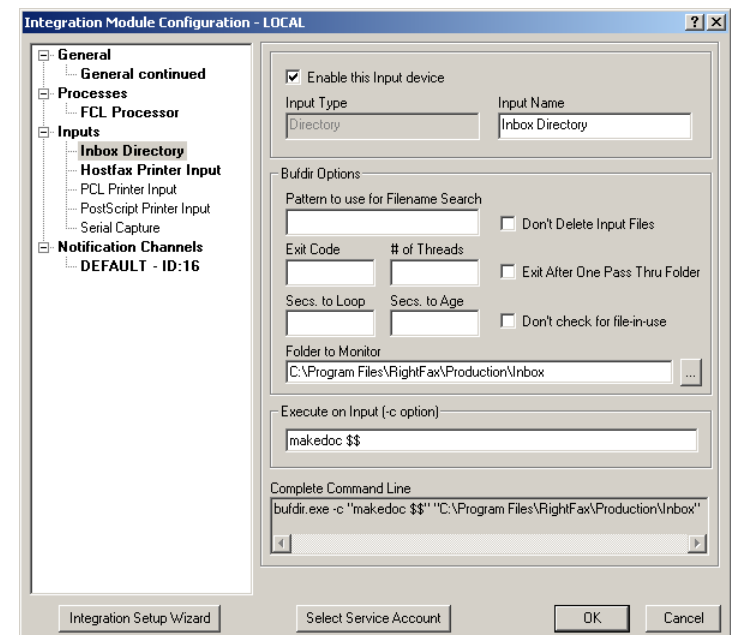 Integration Module Configuration - LOCAL
General
General continued
Processes
FCL Processor
Inputs
Inbox Directory
Hostfax Printer Input
PCL Printer Input
PostScript Printer Input
Serial Capture
Notification Channels
DEFAULT - ID:16
Enable this Input device
Input Type Input Name
Directory Inbox Directory
Bufdir Options
Pattern to use for Filename Search
Don't Delete Input Files
Exit Code # of Threads
Exit After One Pass Thru Folder
Secs. to Loop Secs. to Age
Don't check for file-in-use
Folder to Monitor
C:\Program Files\RightFax\Production\Inbox ...
Execute on Input (-c option)
makedoc $$
Complete Command Line
bufdir.exe -c "makedoc $$" "C:\Program Files\RightFax\Production\Inbox"
Integration Setup Wizard Select Service Account OK Cancel